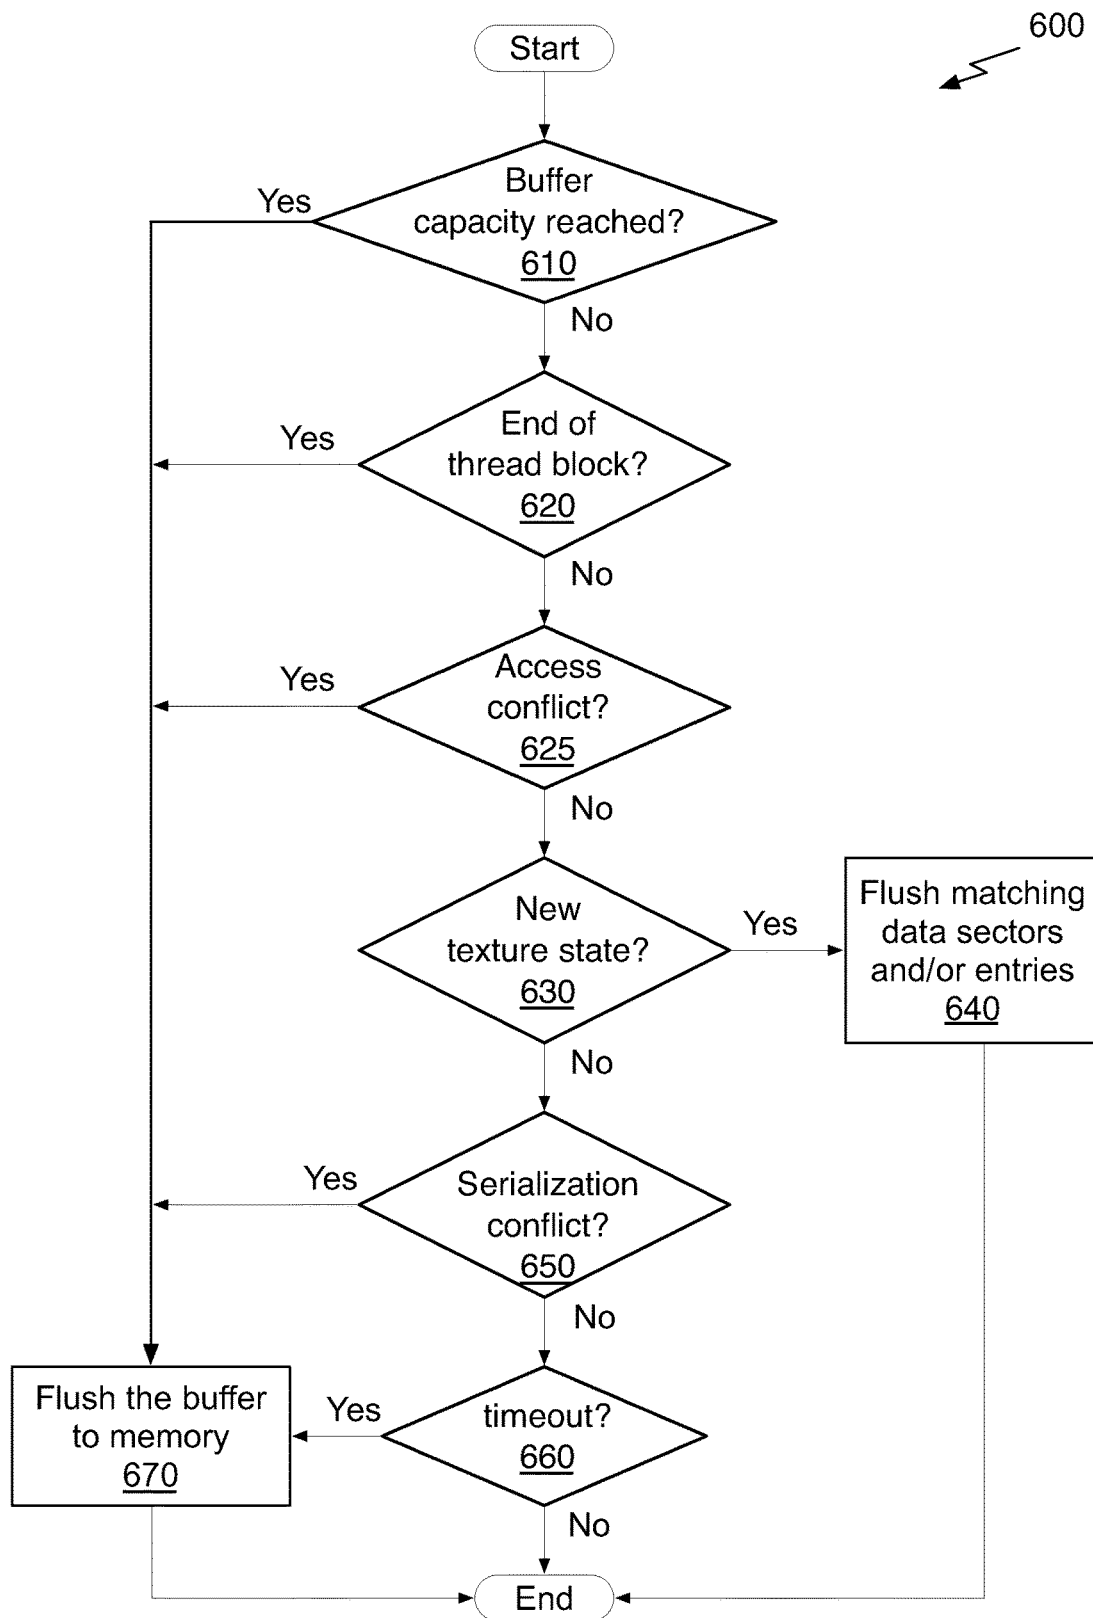 600
Start
Buffer
capacity reached?
610
Yes
No
End of
thread block?
620
Yes
No
Access
conflict?
625
Yes
No
New
texture state?
630
Yes
Flush matching
data sectors
and/or entries
640
No
Serialization
conflict?
650
Yes
No
timeout?
660
Yes
Flush the buffer
to memory
670
No
End